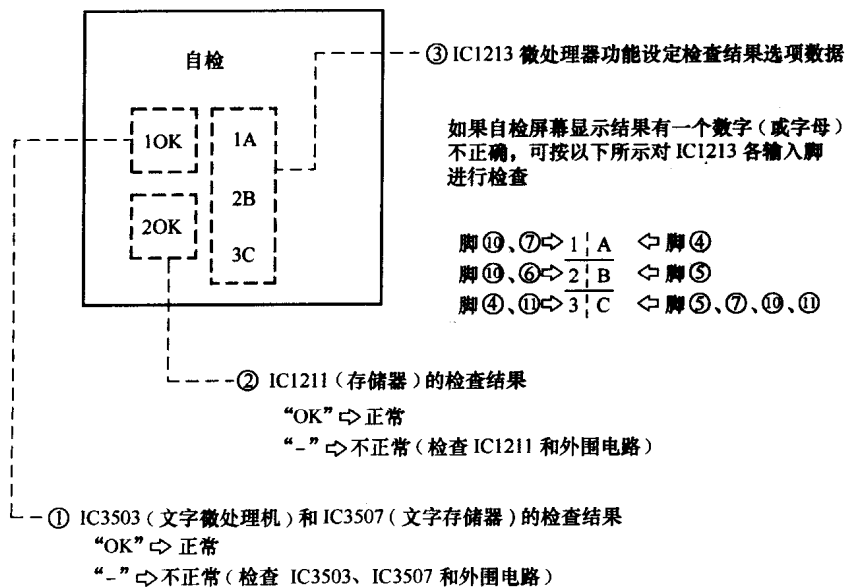 自检
1OK
2OK
1A
2B
3C
③ IC1213 微处理器功能设定检查结果选项数据
如果自检屏幕显示结果有一个数字（或字母）
不正确，可按以下所示对 IC1213 各输入脚
进行检查
脚⑩、⑦⇨ 1 A ⇦ 脚④
脚⑩、⑥⇨ 2 B ⇦ 脚⑤
脚④、⑪⇨ 3 C ⇦ 脚⑤、⑦、⑩、⑪
② IC1211（存储器）的检查结果
“OK” ⇨ 正常
“-” ⇨ 不正常（检查 IC1211 和外围电路）
① IC3503（文字微处理机）和 IC3507（文字存储器）的检查结果
“OK” ⇨ 正常
“-” ⇨ 不正常（检查 IC3503、IC3507 和外围电路）